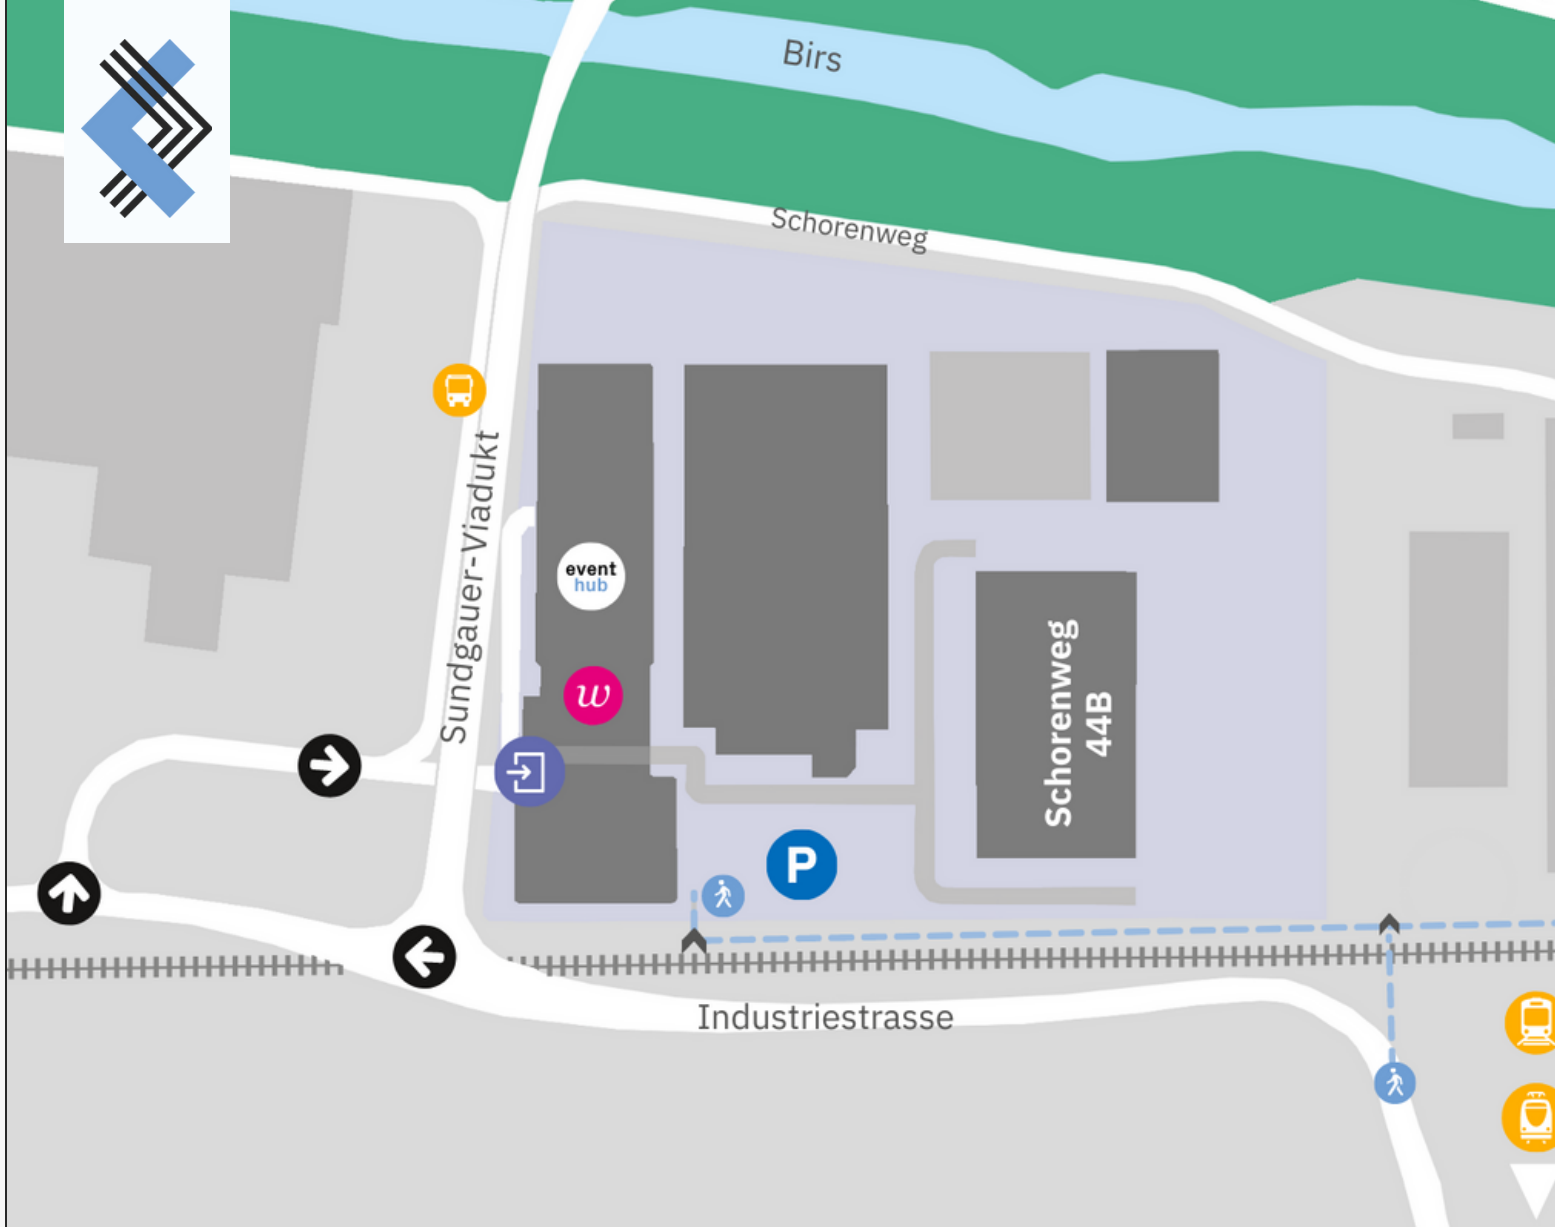 Birs
Schorenweg
Sundgauer-Viadukt
event
hub
w
Schorenweg
44B
P
Industriestrasse